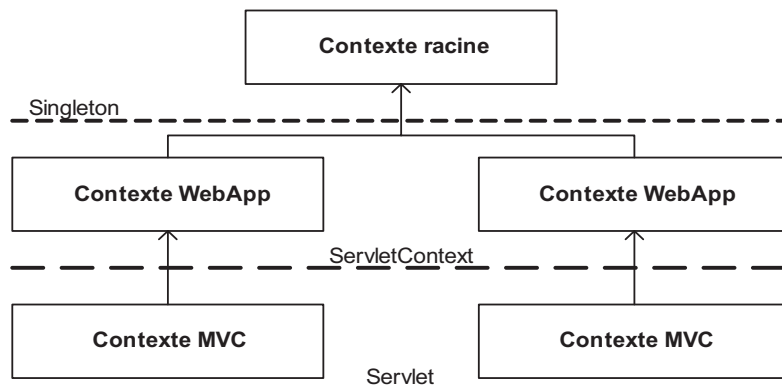 Contexte racine
Singleton
Contexte WebApp
Contexte WebApp
ServletContext
Contexte MVC
Contexte MVC
Servlet